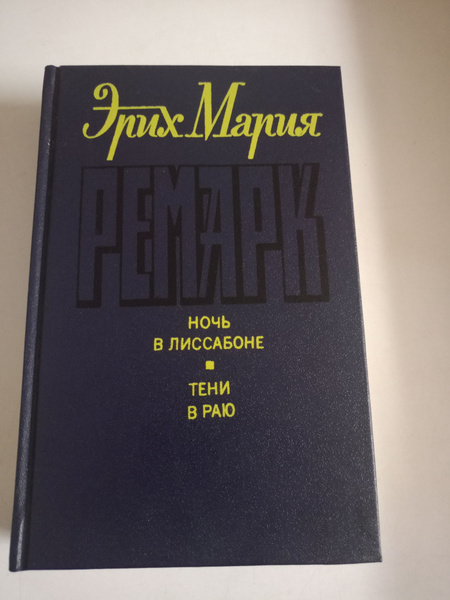 Эрих Мария
РЕМАРК
НОЧЬ
В ЛИССАБОНЕ
ТЕНИ
В РАЮ